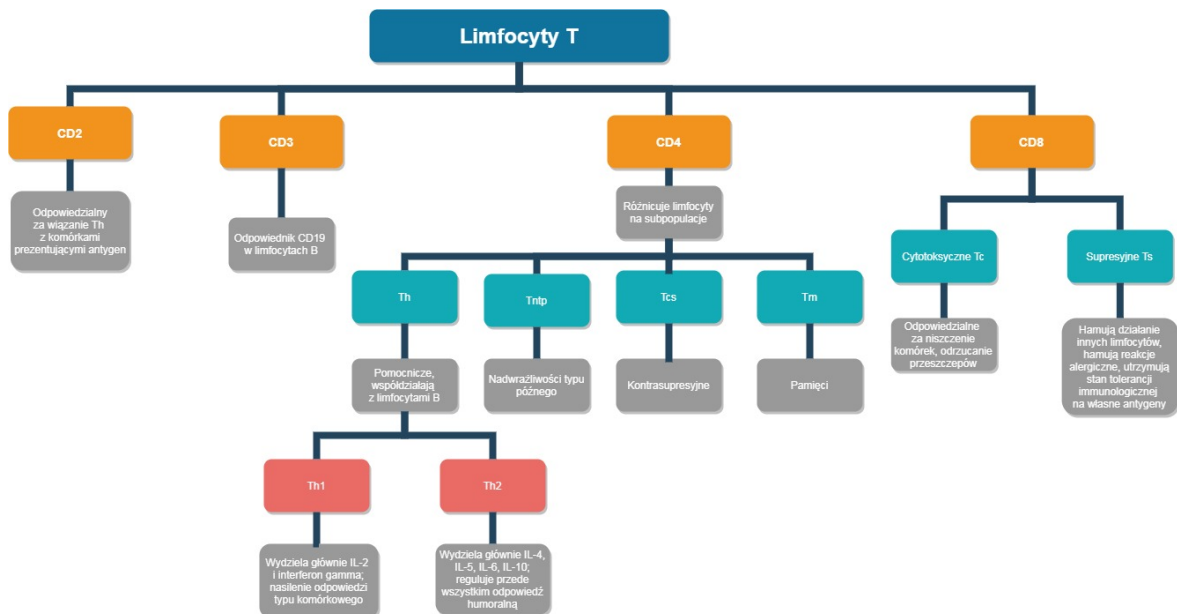 Limfocyty T
CD2
CD3
CD4
CD8
Odpowiedzialny
za wiązanie Th
z komórkami
prezentującymi antygen
Odpowiednik CD19
w limfocytach B
Różnicuje limfocyty
na subpopulacje
Cytotoksyczne Tc
Supresyjne Ts
Th
Tntp
Tcs
Tm
Odpowiedzialne
za niszczenie
komórek, odrzucanie
przeszczepów
Hamują działanie
innych limfocytów,
hamują reakcje
alergiczne, utrzymują
stan tolerancji
immunologicznej
na własne antygeny
Pomocnicze,
współdziałają
z limfocytami B
Nadwrażliwości typu
późnego
Kontrasupresyjne
Pamięci
Th1
Th2
Wydziela głównie IL-2
i interferon gamma;
nasilenie odpowiedzi
typu komórkowego
Wydziela głównie IL-4,
IL-5, IL-6, IL-10;
reguluje przede
wszystkim odpowiedź
humoralną